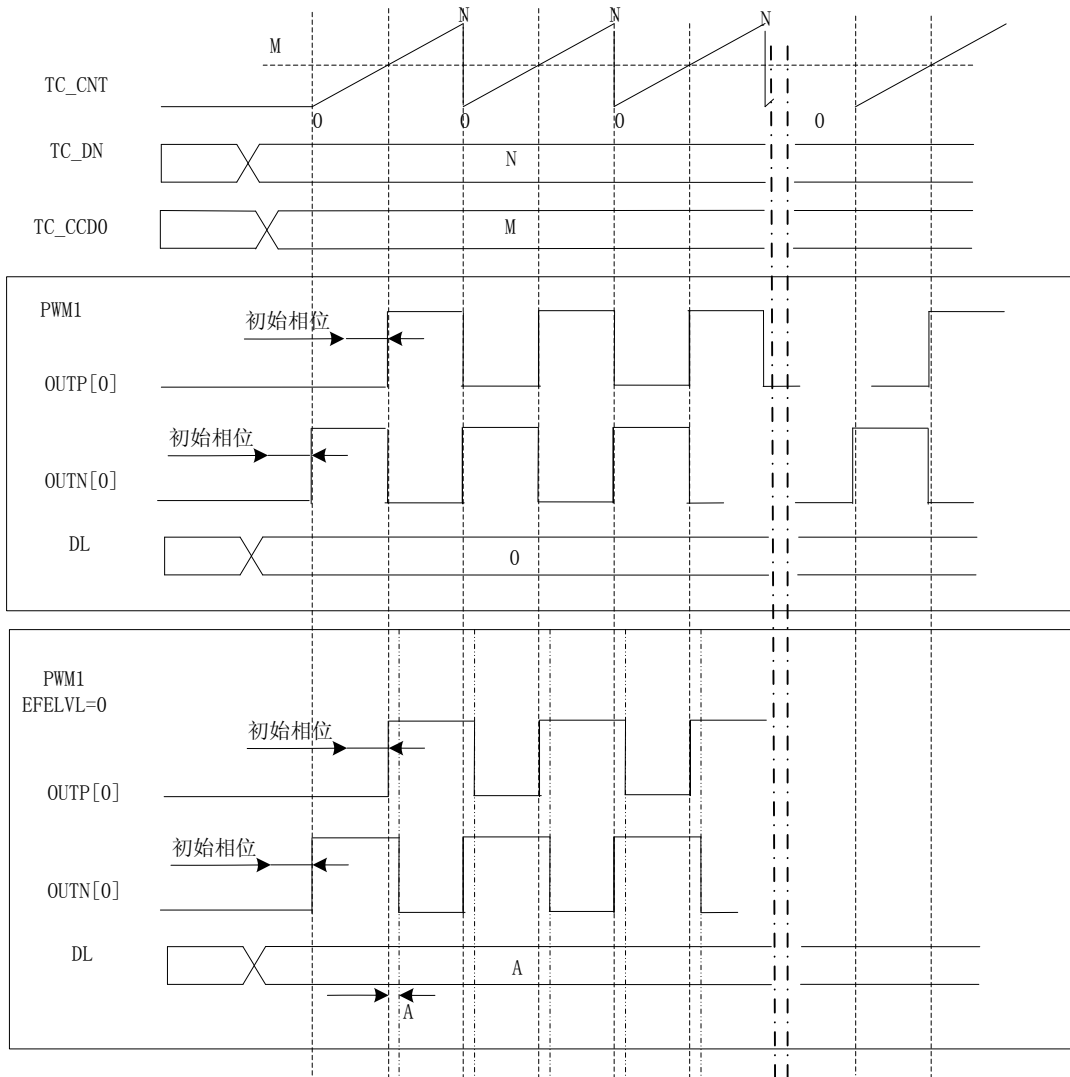 N N N
M
TC_CNT
0 0 0 0
TC_DN
N
TC_CCD0
M
PWM1
初始相位
OUTP[0]
初始相位
OUTN[0]
DL
0
PWM1
EFELVL=0
初始相位
OUTP[0]
初始相位
OUTN[0]
DL
A
A